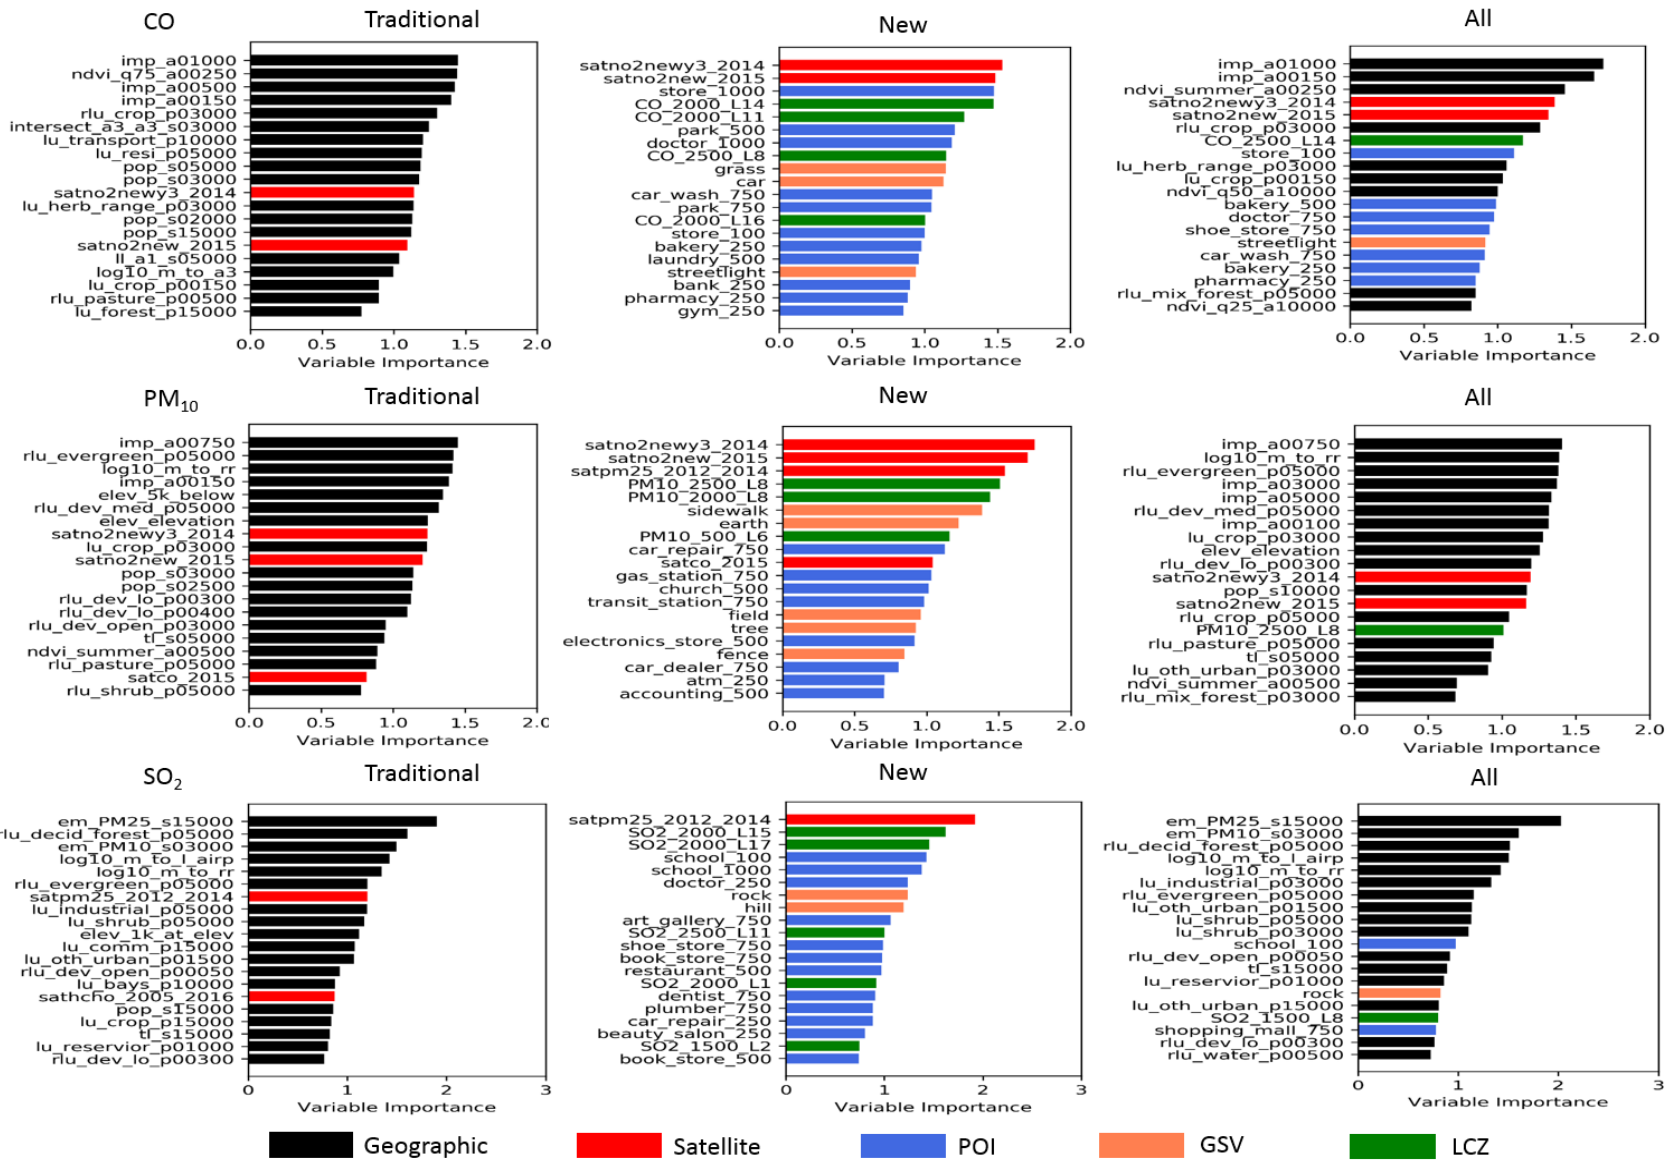 CO
Traditional
imp_a01000
ndvi_q75_a00250
imp_a00500
imp_a00150
rlu_crop_p03000
intersect_a3_a3_s03000
lu_transport_p10000
lu_resi_p05000
pop_s05000
pop_s03000
satno2newy3_2014
lu_herb_range_p03000
pop_s02000
pop_s15000
satno2new_2015
ll_a1_s05000
log10_m_to_a3
lu_crop_p00150
rlu_pasture_p00500
lu_forest_p15000
0.0 0.5 1.0 1.5 2.0
Variable Importance
New
satno2newy3_2014
satno2new_2015
store_1000
CO_2000_L14
CO_2000_L11
park_500
doctor_1000
CO_2500_L8
grass
car
car_wash_750
park_750
CO_2000_L16
store_100
bakery_250
laundry_500
streetlight
bank_250
pharmacy_250
gym_250
0.0 0.5 1.0 1.5 2.0
Variable Importance
All
imp_a01000
imp_a00150
ndvi_summer_a00250
satno2newy3_2014
satno2new_2015
rlu_crop_p03000
CO_2500_L14
store_100
lu_herb_range_p03000
lu_crop_p00150
ndvi_q50_a10000
bakery_500
doctor_750
shoe_store_750
streetlight
car_wash_750
bakery_250
pharmacy_250
rlu_mix_forest_p05000
ndvi_q25_a10000
0.0 0.5 1.0 1.5 2.0
Variable Importance
PM10
Traditional
imp_a00750
rlu_evergreen_p05000
log10_m_to_rr
imp_a00150
elev_5k_below
rlu_dev_med_p05000
elev_elevation
satno2newy3_2014
lu_crop_p03000
satno2new_2015
pop_s03000
pop_s02500
rlu_dev_lo_p00300
rlu_dev_lo_p00400
rlu_dev_open_p03000
tl_s05000
ndvi_summer_a00500
rlu_pasture_p05000
satco_2015
rlu_shrub_p05000
0.0 0.5 1.0 1.5 2.0
Variable Importance
New
satno2newy3_2014
satno2new_2015
satpm25_2012_2014
PM10_2500_L8
PM10_2000_L8
sidewalk
earth
PM10_500_L6
car_repair_750
satco_2015
gas_station_750
church_500
transit_station_750
field
tree
electronics_store_500
fence
car_dealer_750
atm_250
accounting_500
0.0 0.5 1.0 1.5 2.0
Variable Importance
All
imp_a00750
log10_m_to_rr
rlu_evergreen_p05000
imp_a03000
imp_a05000
rlu_dev_med_p05000
imp_a00100
lu_crop_p03000
elev_elevation
rlu_dev_lo_p00300
satno2newy3_2014
pop_s10000
satno2new_2015
rlu_crop_p05000
PM10_2500_L8
rlu_pasture_p05000
tl_s05000
lu_oth_urban_p03000
ndvi_summer_a00500
rlu_mix_forest_p03000
0.0 0.5 1.0 1.5 2.0
Variable Importance
SO2
Traditional
em_PM25_s15000
rlu_decid_forest_p05000
em_PM10_s03000
log10_m_to_l_airp
log10_m_to_rr
rlu_evergreen_p05000
satpm25_2012_2014
lu_industrial_p05000
lu_shrub_p05000
elev_1k_at_elev
lu_comm_p15000
lu_oth_urban_p01500
rlu_dev_open_p00050
lu_bays_p10000
sathcho_2005_2016
pop_s15000
lu_crop_p15000
tl_s15000
lu_reservior_p01000
rlu_dev_lo_p00300
0 1 2 3
Variable Importance
New
satpm25_2012_2014
SO2_2000_L15
SO2_2000_L17
school_100
school_1000
doctor_250
rock
hill
art_gallery_750
SO2_2500_L11
shoe_store_750
book_store_750
restaurant_500
SO2_2000_L1
dentist_750
plumber_750
car_repair_250
beauty_salon_250
SO2_1500_L2
book_store_500
0 1 2 3
Variable Importance
All
em_PM25_s15000
em_PM10_s03000
rlu_decid_forest_p05000
log10_m_to_l_airp
log10_m_to_rr
lu_industrial_p03000
rlu_evergreen_p05000
lu_oth_urban_p01500
lu_shrub_p05000
lu_shrub_p03000
school_100
rlu_dev_open_p00050
tl_s15000
lu_reservior_p01000
rock
lu_oth_urban_p15000
SO2_1500_L8
shopping_mall_750
rlu_dev_lo_p00300
rlu_water_p00500
0 1 2 3
Variable Importance
Geographic Satellite POI GSV LCZ